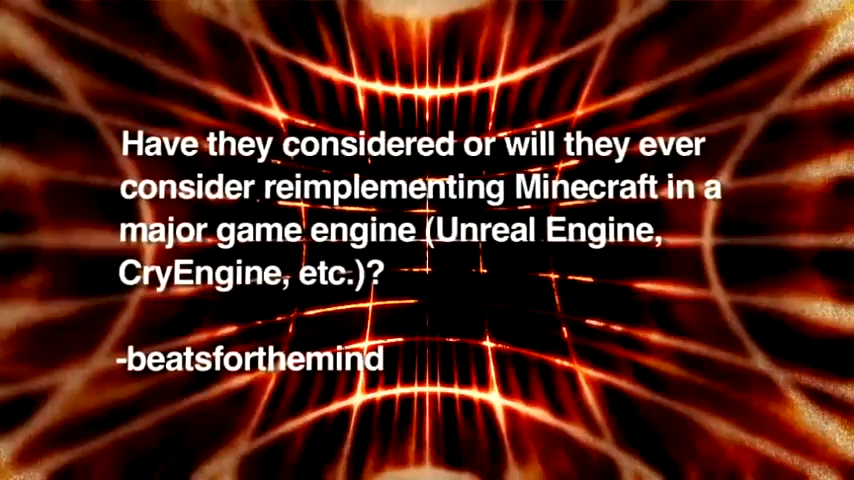 Have they considered or will they ever
consider reimplementing Minecraft in a
major game engine (Unreal Engine,
CryEngine, etc.)?
-beatsforthemind